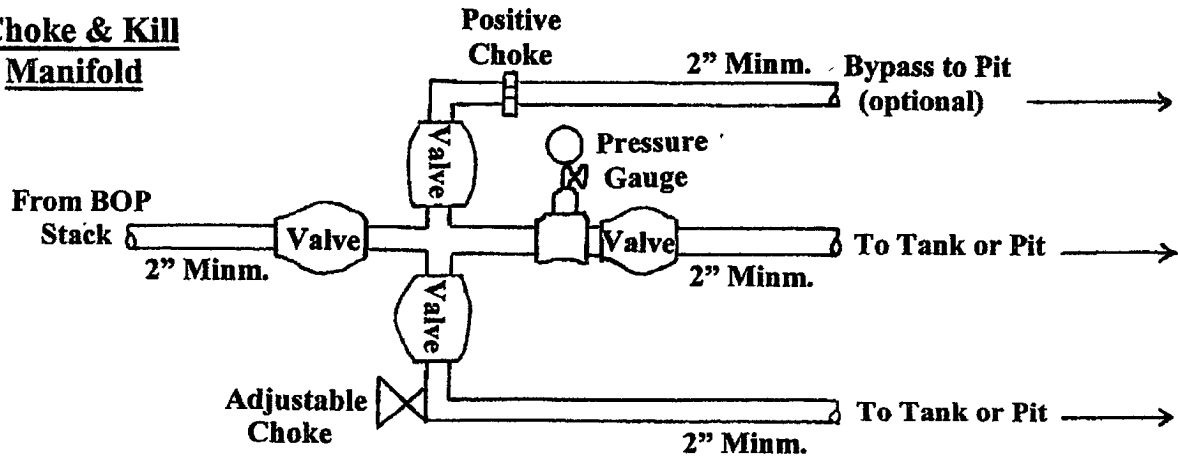 Choke & Kill
Manifold
Positive
Choke
2" Minm.
Bypass to Pit
(optional)
Valve
Pressure
Gauge
From BOP
Stack
Valve
Valve
To Tank or Pit
2" Minm.
2" Minm.
Valve
Adjustable
Choke
To Tank or Pit
2" Minm.